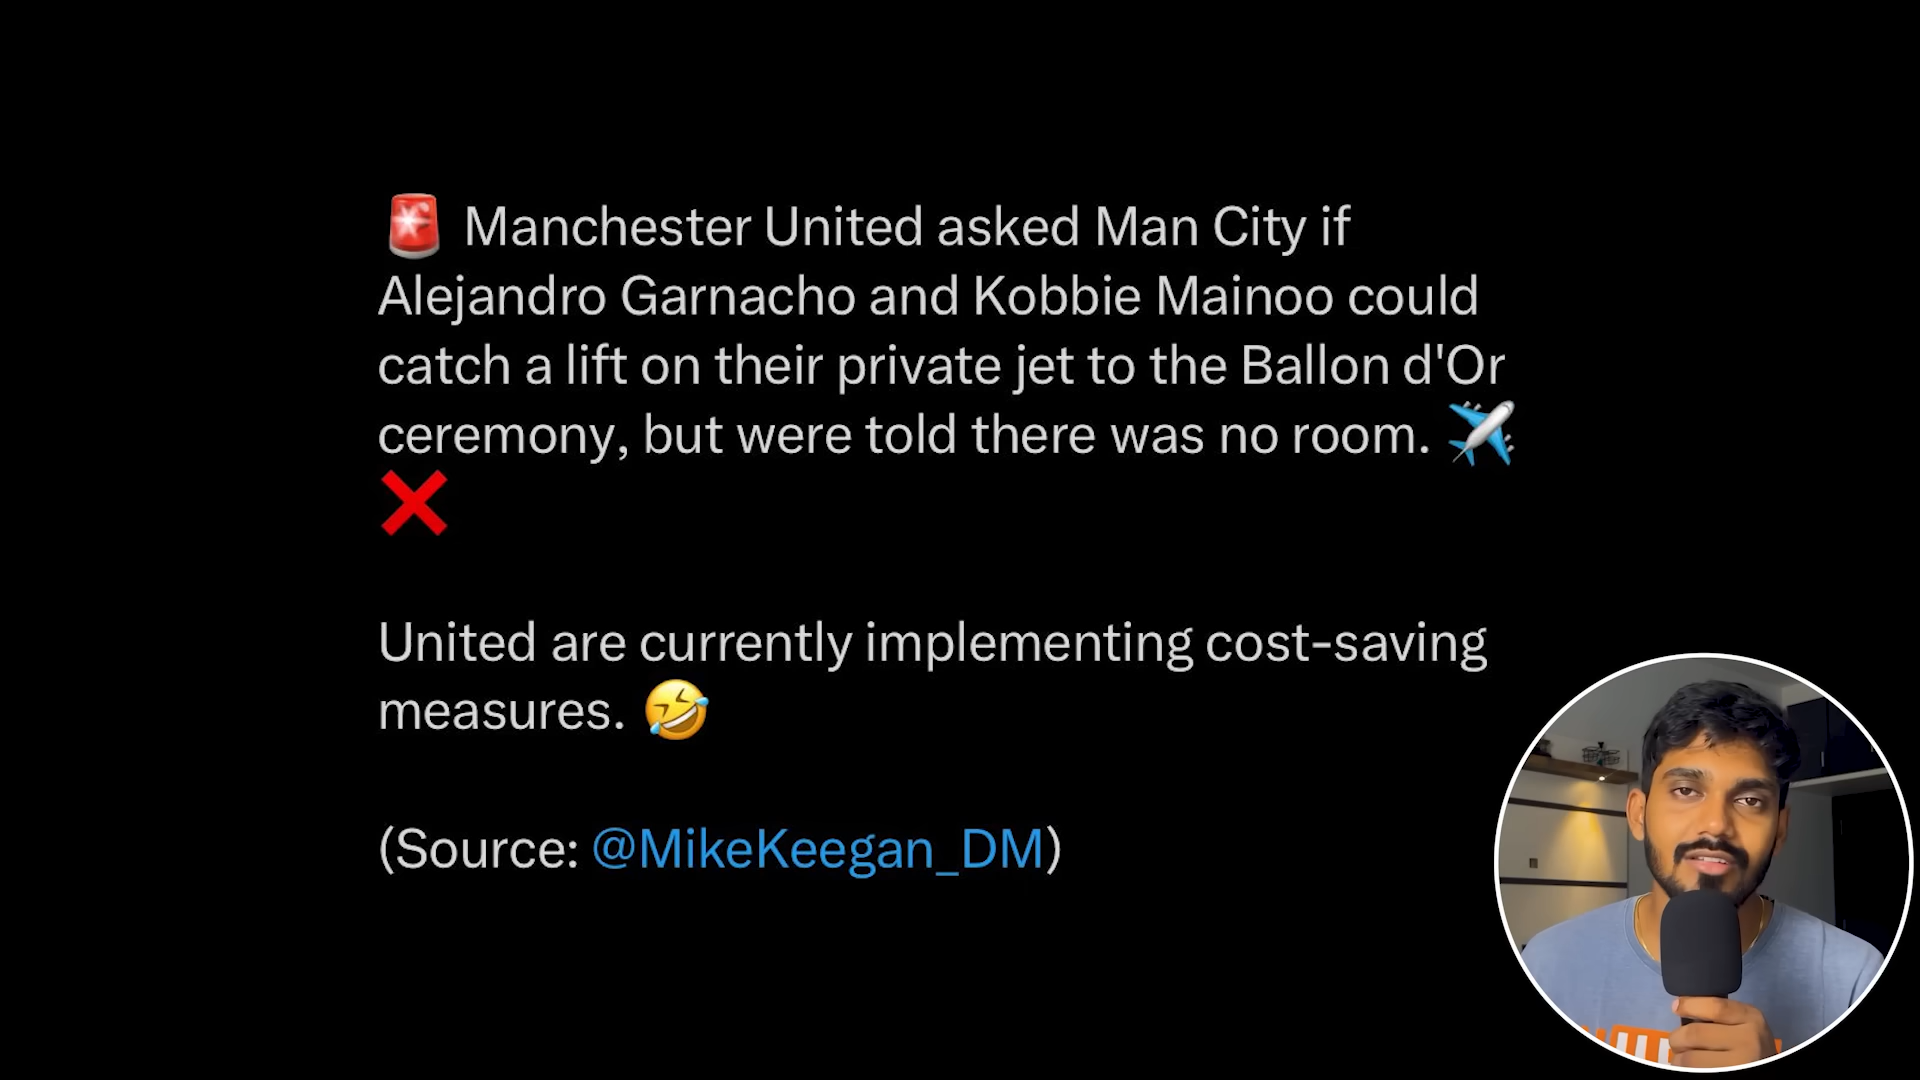 🚨 Manchester United asked Man City if
Alejandro Garnacho and Kobbie Mainoo could
catch a lift on their private jet to the Ballon d'Or
ceremony, but were told there was no room. ✈️
❌
United are currently implementing cost-saving
measures. 🤣
(Source: @MikeKeegan_DM)